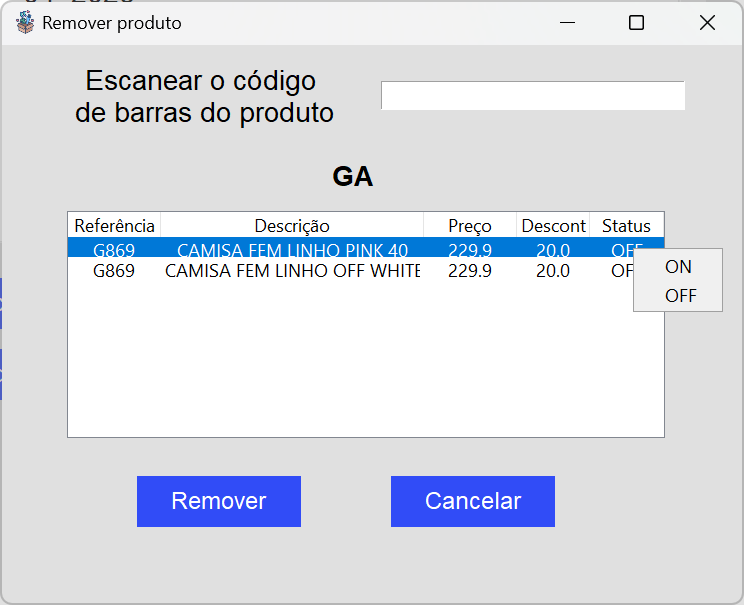 Remover produto
Escanear o código
de barras do produto
GA
Referência Descrição Preço Descont Status
G869 CAMISA FEM LINHO PINK 40 229.9 20.0 OFF
G869 CAMISA FEM LINHO OFF WHITE 229.9 20.0
ON
OFF
Remover Cancelar